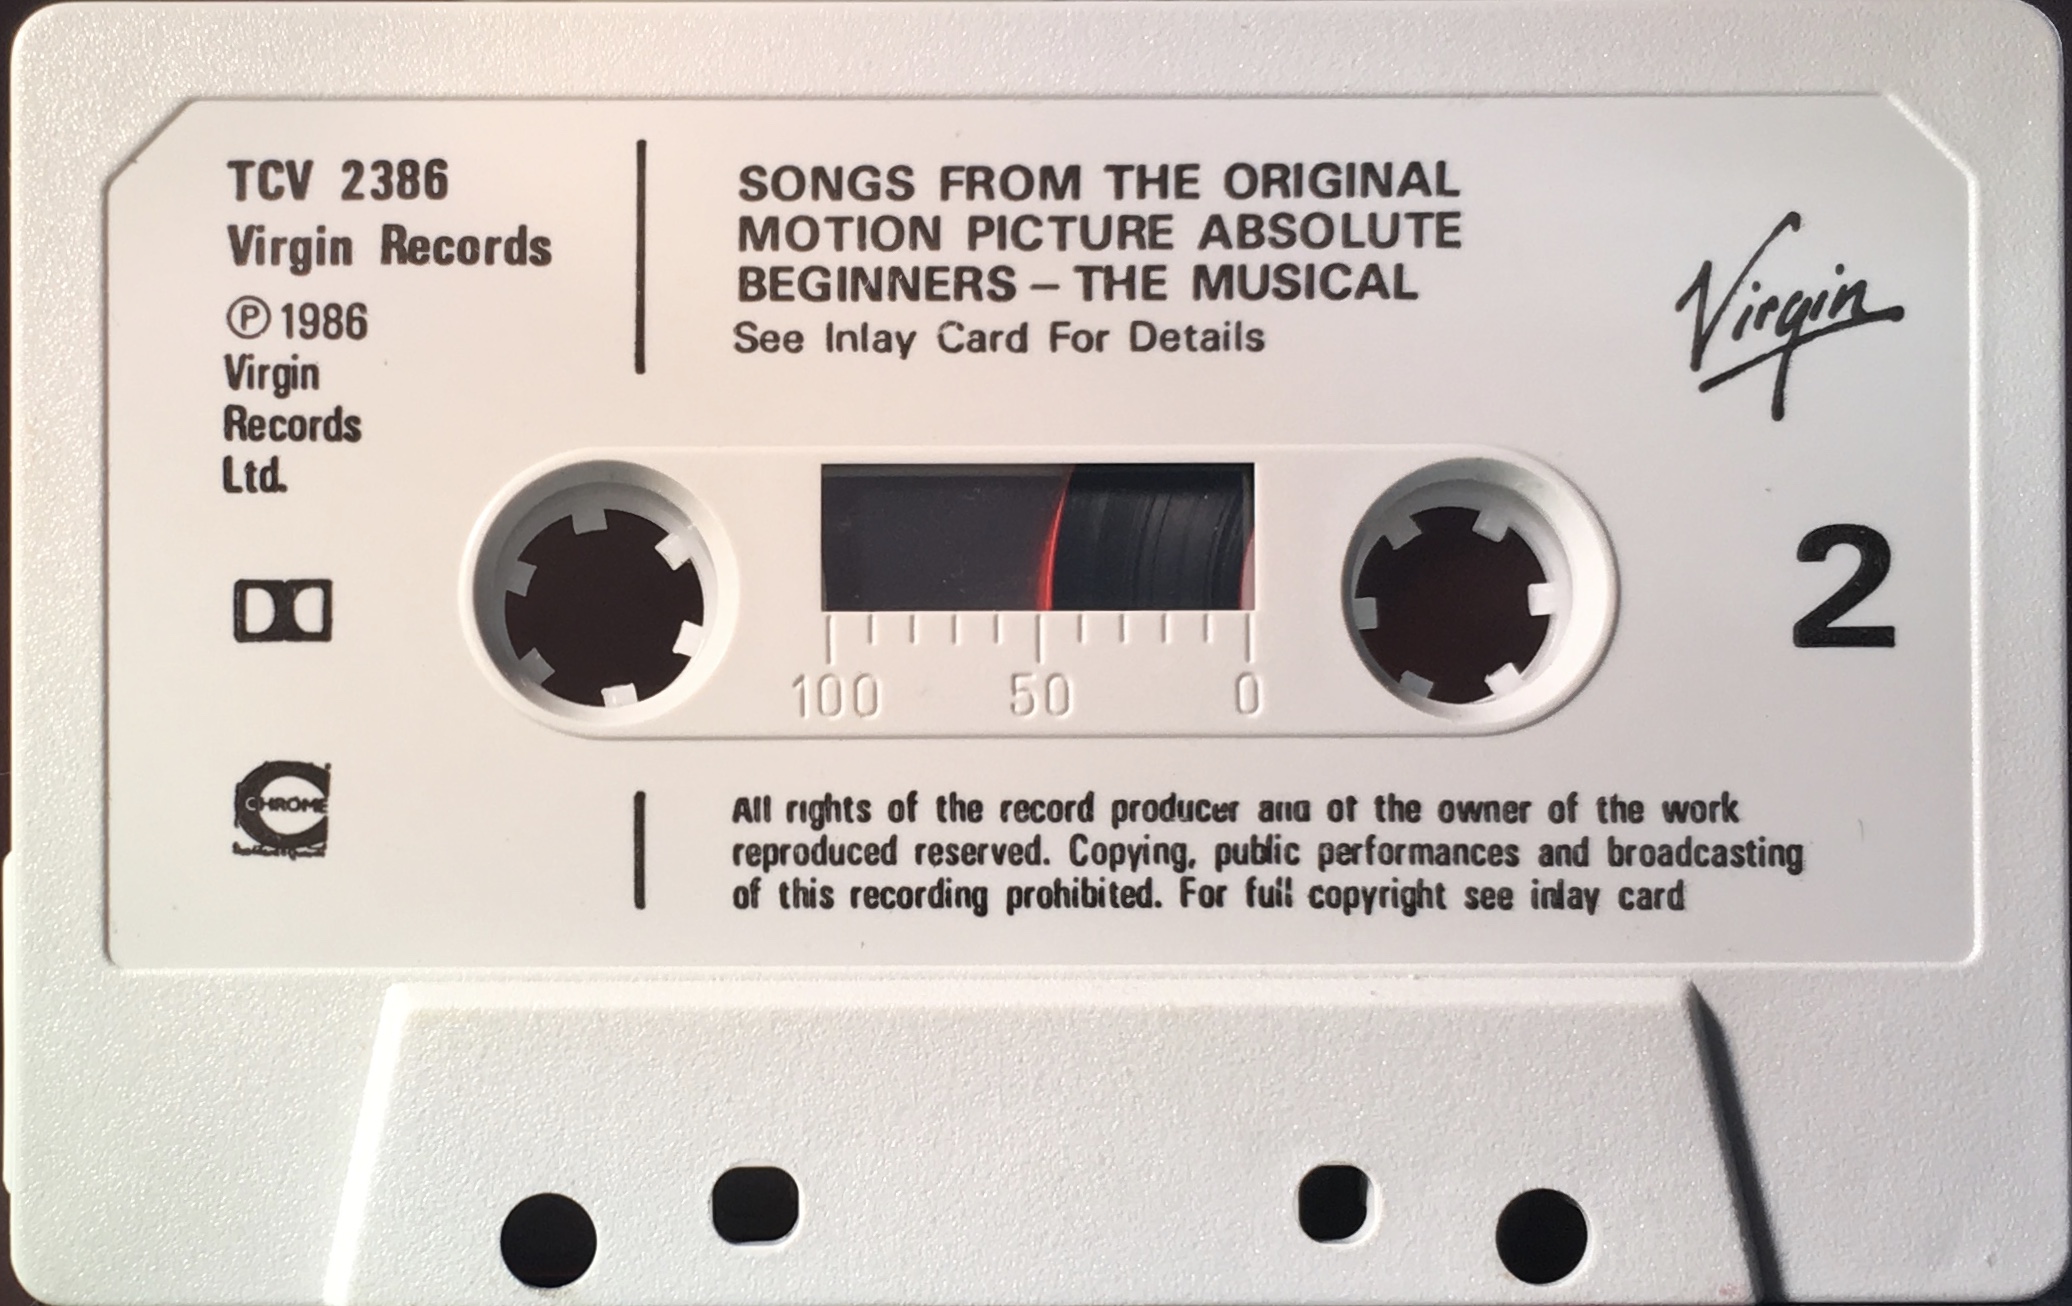 TCV 2386
Virgin Records
℗ 1986
Virgin
Records
Ltd.
SONGS FROM THE ORIGINAL
MOTION PICTURE ABSOLUTE
BEGINNERS – THE MUSICAL
See Inlay Card For Details
Virgin
2
100 50 0
CHROME
All rights of the record producer and of the owner of the work
reproduced reserved. Copying, public performances and broadcasting
of this recording prohibited. For full copyright see inlay card